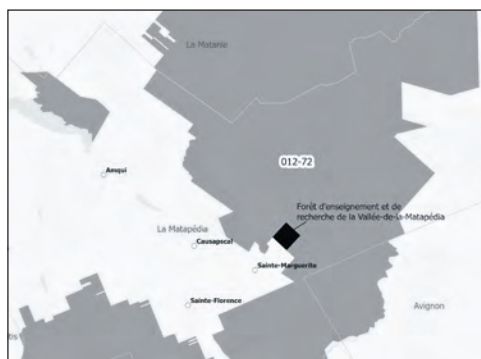 La Matanie
012-72
Amqui
Forêt d'enseignement et de
recherche de la Vallée-de-la-Matapédia
La Matapédia
Causapscal
Sainte-Marguerite
Sainte-Florence
Avignon
tis